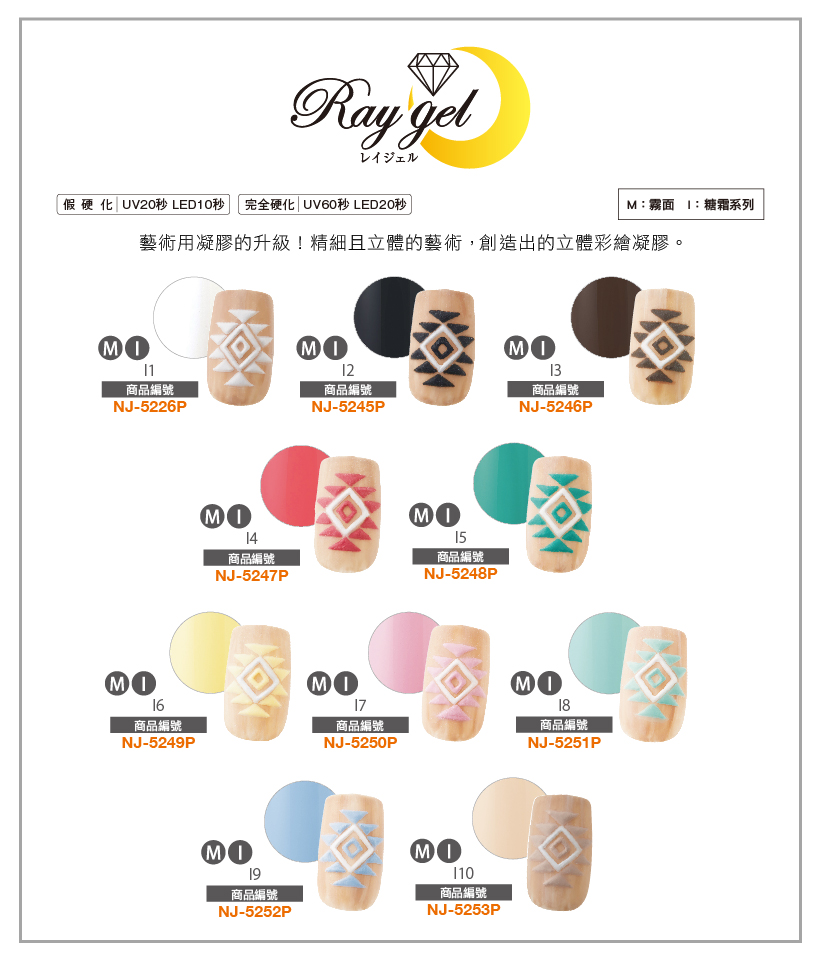 Ray'gel
レイジェル
假硬化 UV20秒 LED10秒 完全硬化 UV60秒 LED20秒 M：霧面 I：糖霜系列
藝術用凝膠的升級！精細且立體的藝術，創造出的立體彩繪凝膠。
M I M I M I
I1 I2 I3
商品編號 商品編號 商品編號
NJ-5226P NJ-5245P NJ-5246P
M I M I
I4 I5
商品編號 商品編號
NJ-5247P NJ-5248P
M I M I M I
I6 I7 I8
商品編號 商品編號 商品編號
NJ-5249P NJ-5250P NJ-5251P
M I M I
I9 I10
商品編號 商品編號
NJ-5252P NJ-5253P